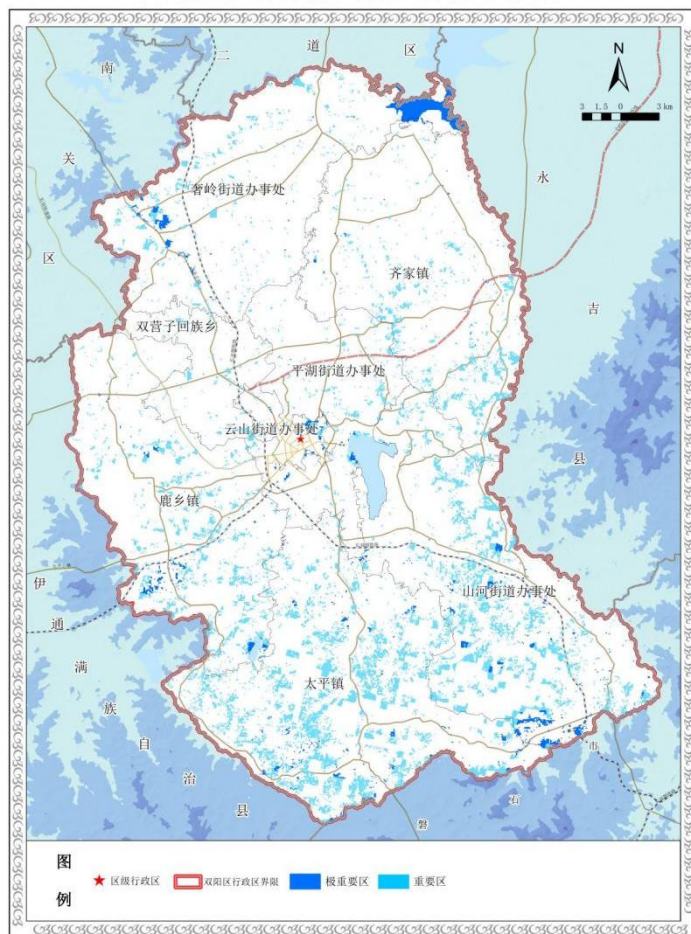 二
道
区
南
关
区
N
3 1.5 0 3 km
永
吉
县
奢岭街道办事处
齐家镇
双营子回族乡
平湖街道办事处
云山街道办事处
鹿乡镇
山河街道办事处
太平镇
伊
通
满
族
自
治
县
市
石
磐
图
例
区级行政区
双阳区行政区界限
极重要区
重要区